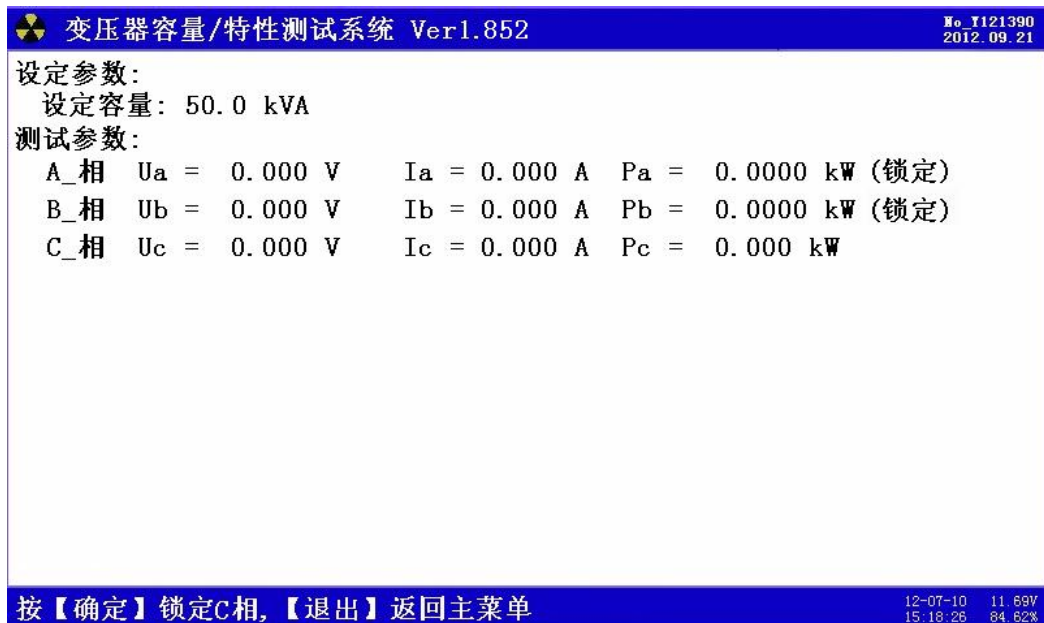 变压器容量/特性测试系统 Ver1.852
No_Y121390
2012.09.21
设定参数:
设定容量: 50.0 kVA
测试参数:
A_相 Ua = 0.000 V Ia = 0.000 A Pa = 0.0000 kW (锁定)
B_相 Ub = 0.000 V Ib = 0.000 A Pb = 0.0000 kW (锁定)
C_相 Uc = 0.000 V Ic = 0.000 A Pc = 0.000 kW
按【确定】锁定C相,【退出】返回主菜单
12-07-10 11.69V
15:18:26 84.62%